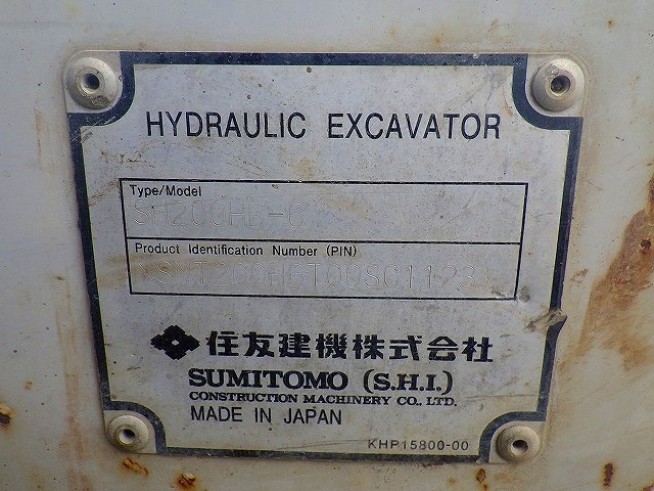 HYDRAULIC EXCAVATOR
Type/Model
Product Identification Number (PIN)
住友建機株式会社
SUMITOMO (S.H.I.)
CONSTRUCTION MACHINERY CO., LTD.
MADE IN JAPAN
KHP15800-00